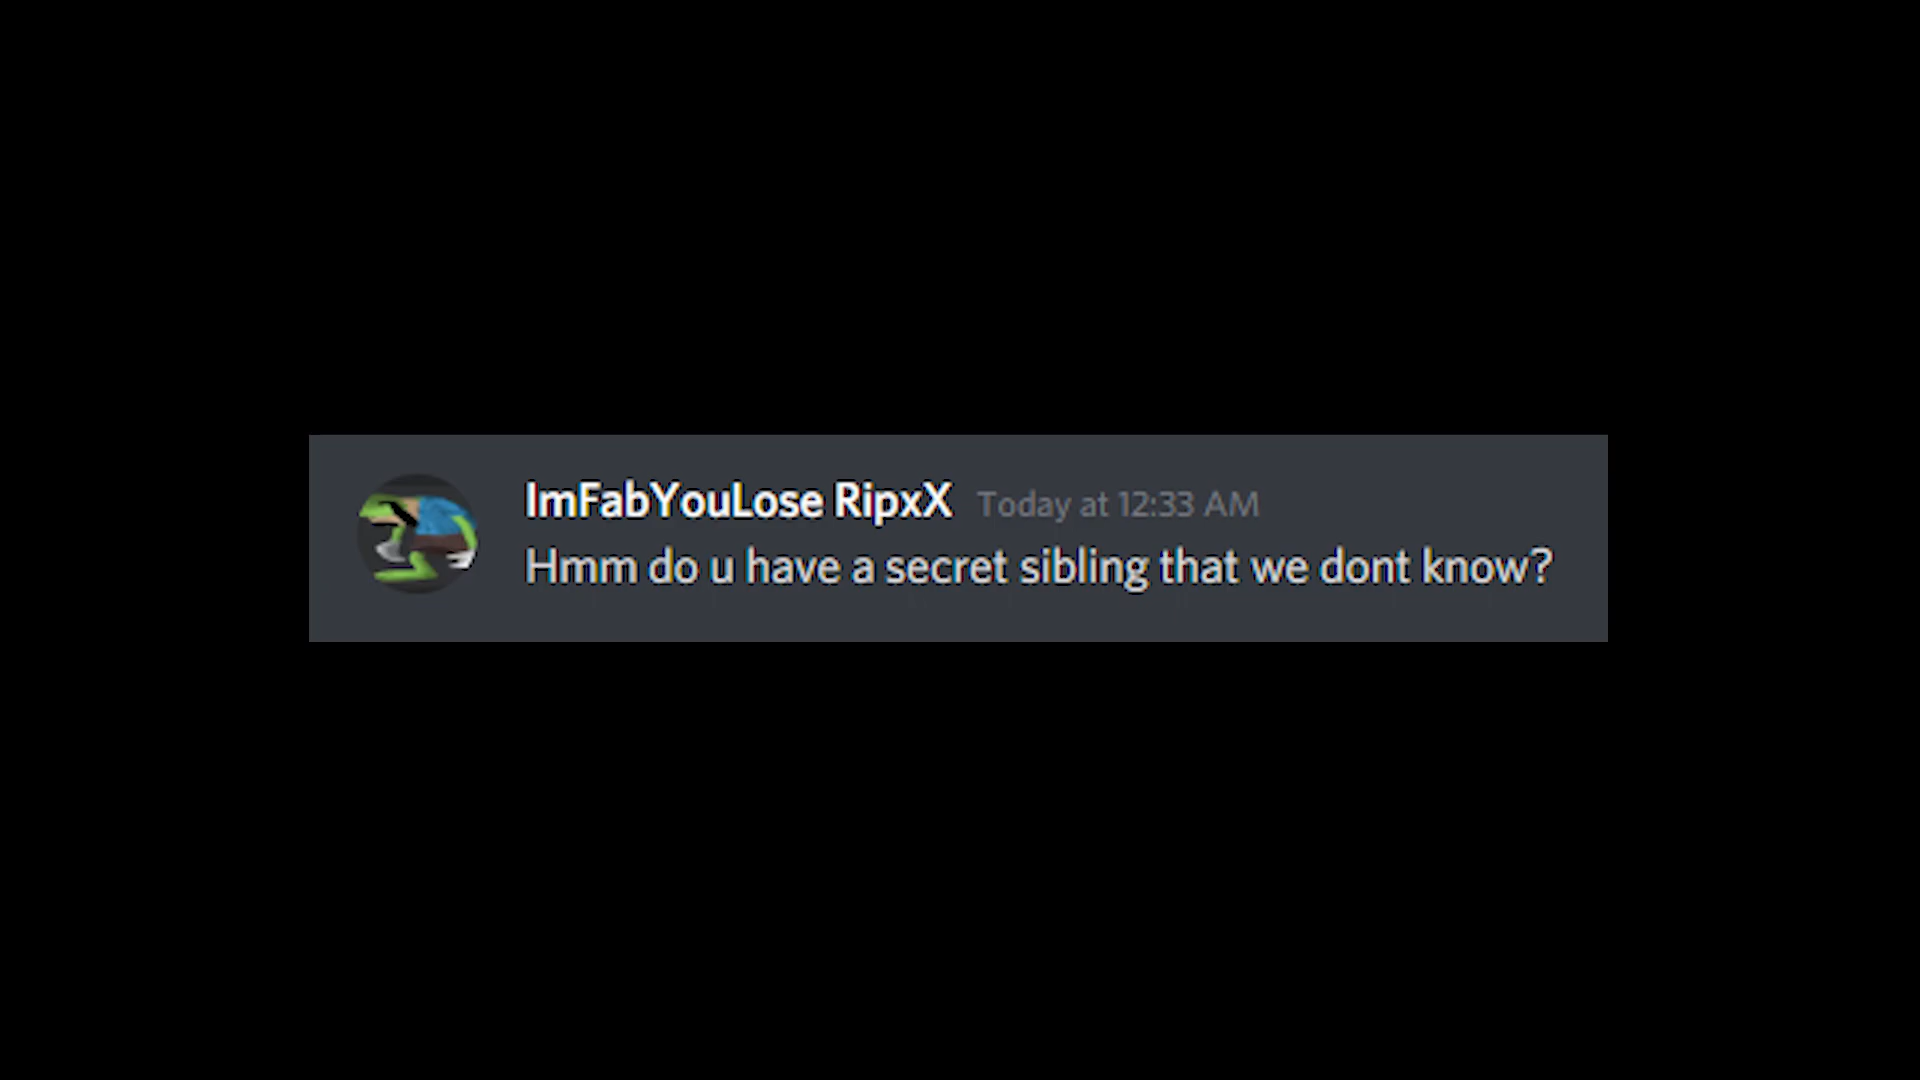 ImFabYouLose RipxX Today at 12:33 AM
Hmm do u have a secret sibling that we dont know?